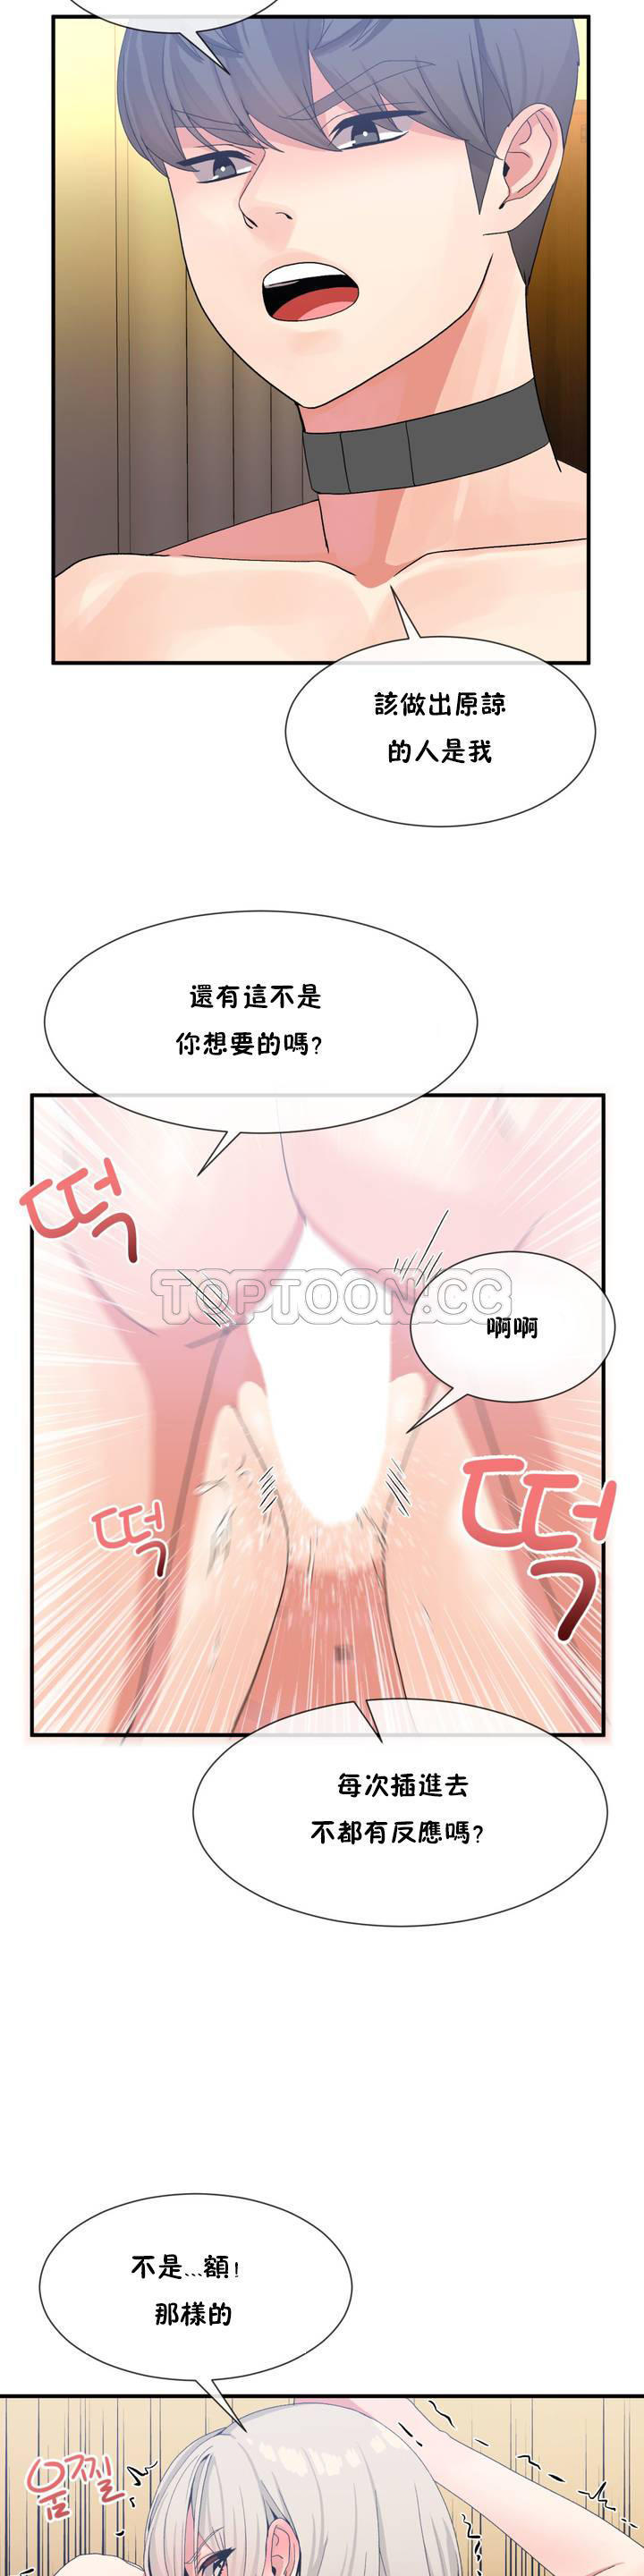 該做出原諒
的人是我
還有這不是
你想要的嗎?
떡
TOPTOON.CC
啊啊
떡
떡
每次插進去
不都有反應嗎?
不是...額!
那樣的
움찔